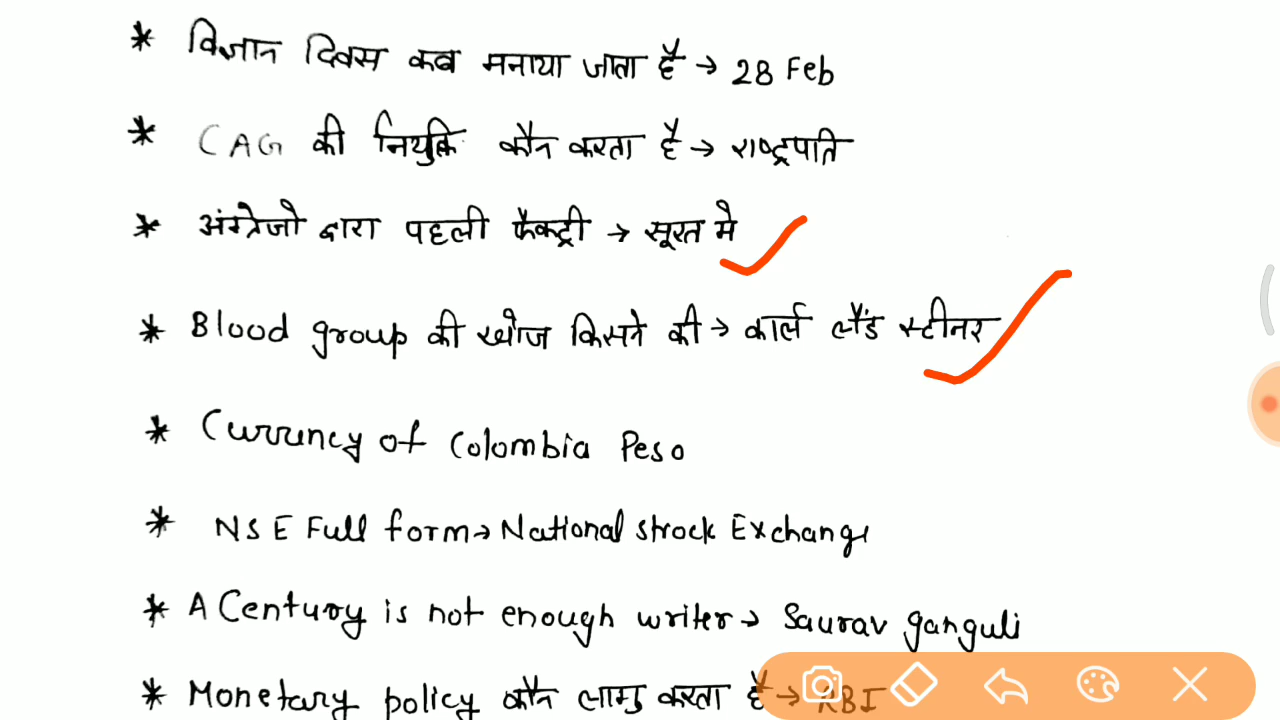 * विज्ञान दिवस कब मनाया जाता है → 28 Feb
* CAG की नियुक्ति कौन करता है → राष्ट्रपति
* अंग्रेजो द्वारा पहली फैक्ट्री → सूरत मे
* Blood group की खोज किसने की → कार्ल लैंड स्टीनर
* Currency of Colombia Peso
* NSE Full form → National strock Exchange
* A Century is not enough writer → Saurav ganguli
* Monetary policy कौन लागु करता है → RBI